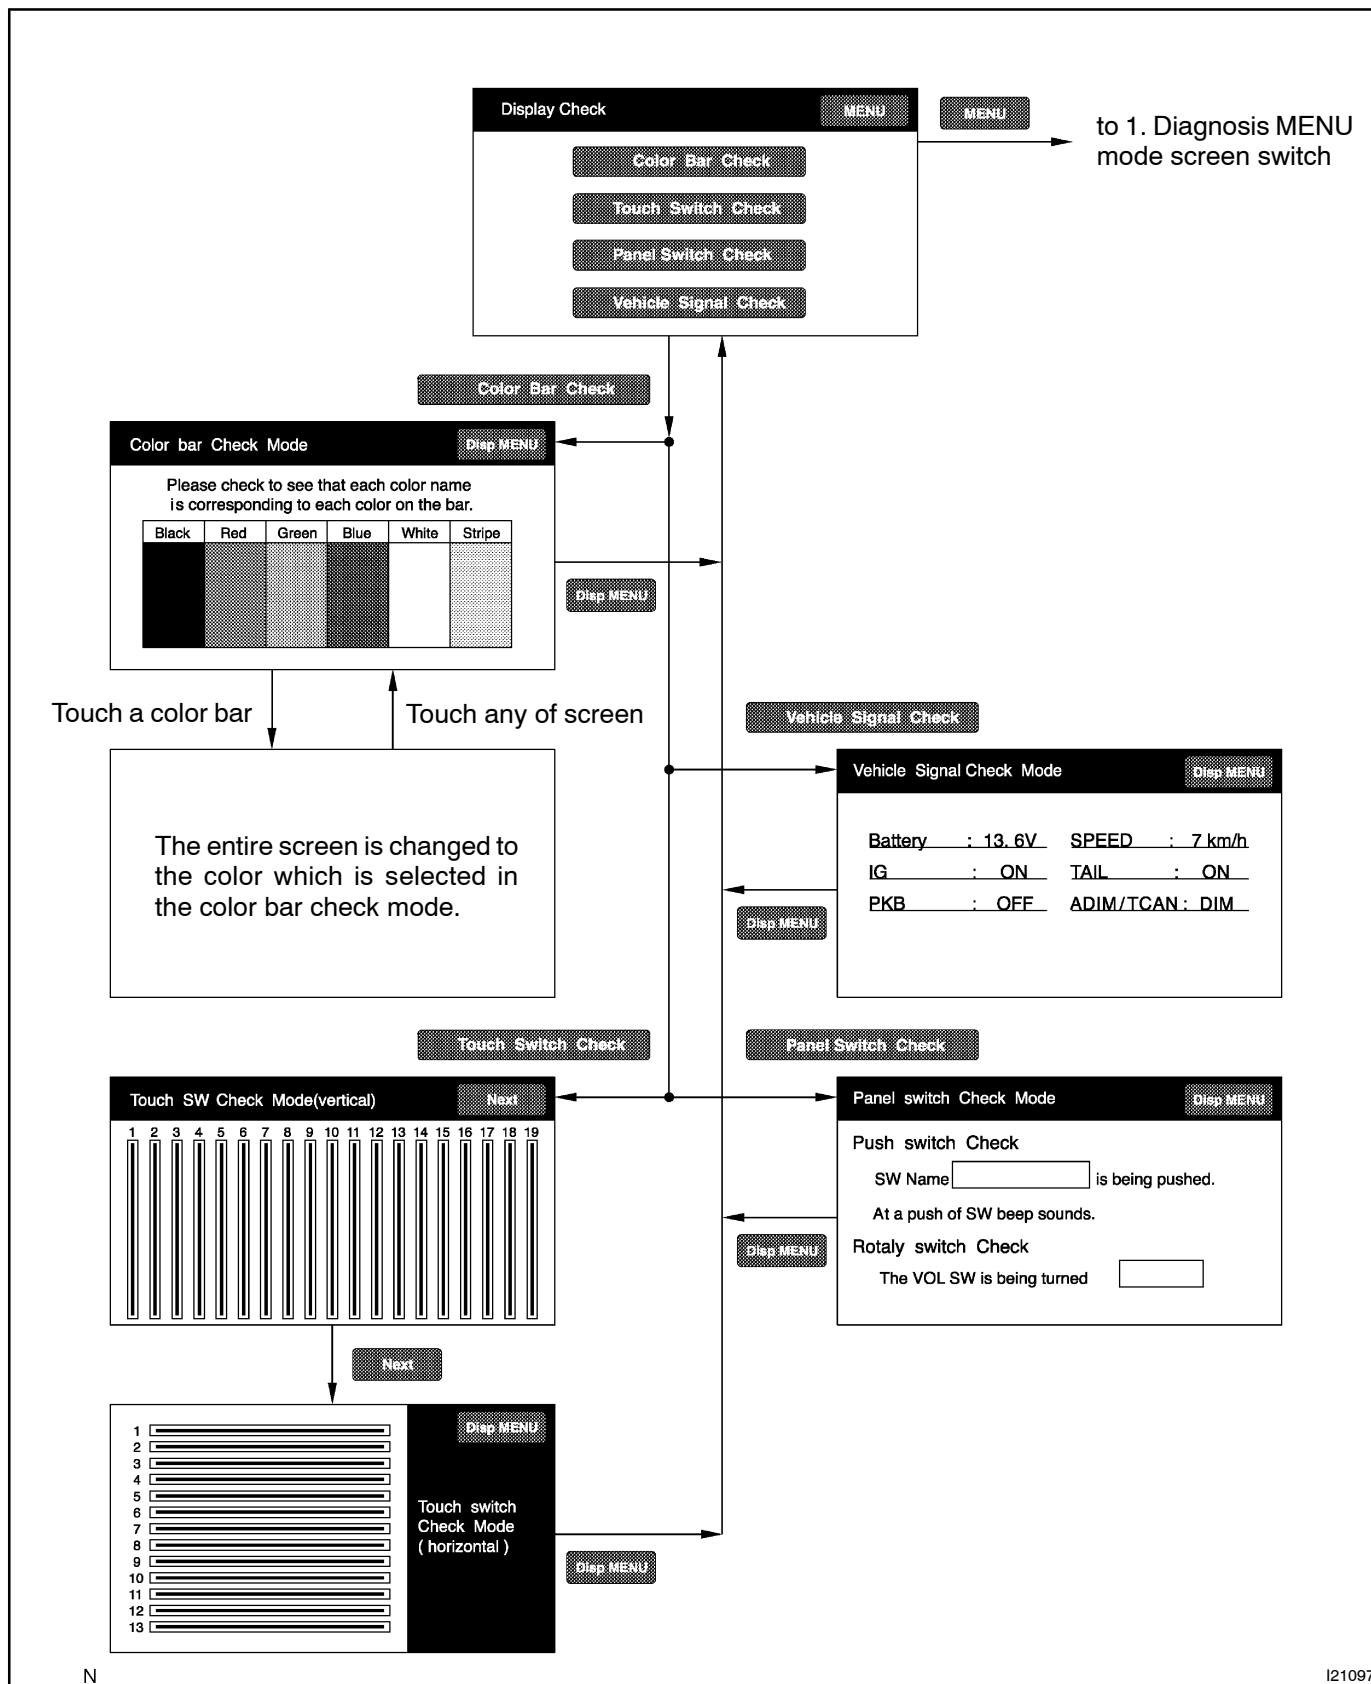 Display Check
MENU
MENU
to 1. Diagnosis MENU
mode screen switch
Color Bar Check
Touch Switch Check
Panel Switch Check
Vehicle Signal Check
Color Bar Check
Color bar Check Mode
Disp MENU
Please check to see that each color name
is corresponding to each color on the bar.
Black Red Green Blue White Stripe
Disp MENU
Touch a color bar
Touch any of screen
The entire screen is changed to
the color which is selected in
the color bar check mode.
Vehicle Signal Check
Vehicle Signal Check Mode
Disp MENU
Battery : 13. 6V SPEED : 7 km/h
IG : ON TAIL : ON
PKB : OFF ADIM/TCAN : DIM
Disp MENU
Touch Switch Check
Touch SW Check Mode(vertical)
Next
1 2 3 4 5 6 7 8 9 10 11 12 13 14 15 16 17 18 19
Next
Panel Switch Check
Panel switch Check Mode
Disp MENU
Push switch Check
SW Name is being pushed.
At a push of SW beep sounds.
Rotaly switch Check
The VOL SW is being turned
Disp MENU
1
2
3
4
5
6
7
8
9
10
11
12
13
Disp MENU
Touch switch
Check Mode
( horizontal )
Disp MENU
N
I21097